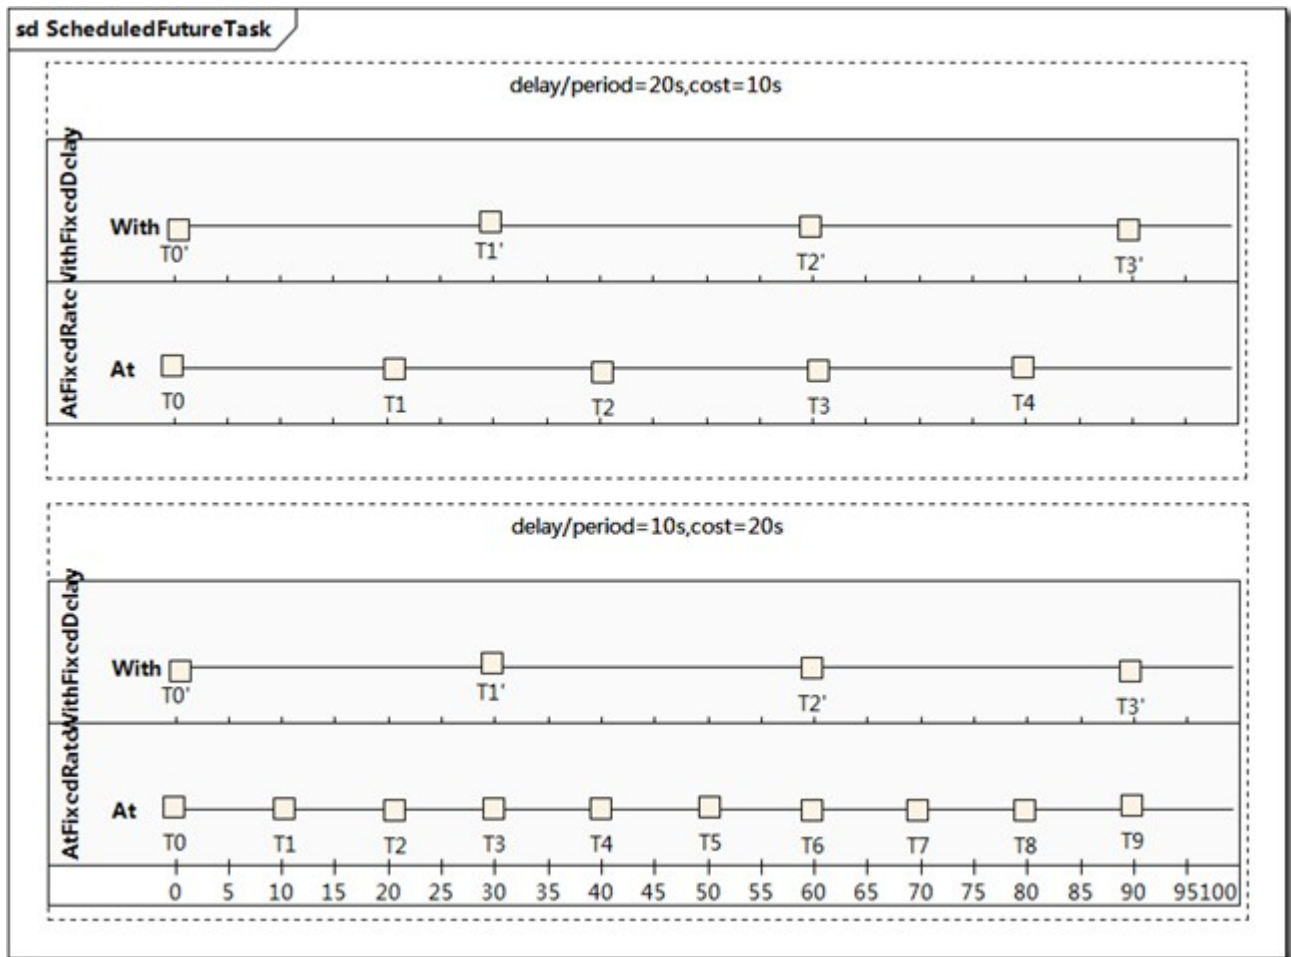 sd ScheduledFutureTask
delay/period=20s,cost=10s
WithFixedDelay
With
T0' T1' T2' T3'
AtFixedRate
At
T0 T1 T2 T3 T4
delay/period=10s,cost=20s
WithFixedDelay
With
T0' T1' T2' T3'
AtFixedRate
At
T0 T1 T2 T3 T4 T5 T6 T7 T8 T9
0 5 10 15 20 25 30 35 40 45 50 55 60 65 70 75 80 85 90 95 100